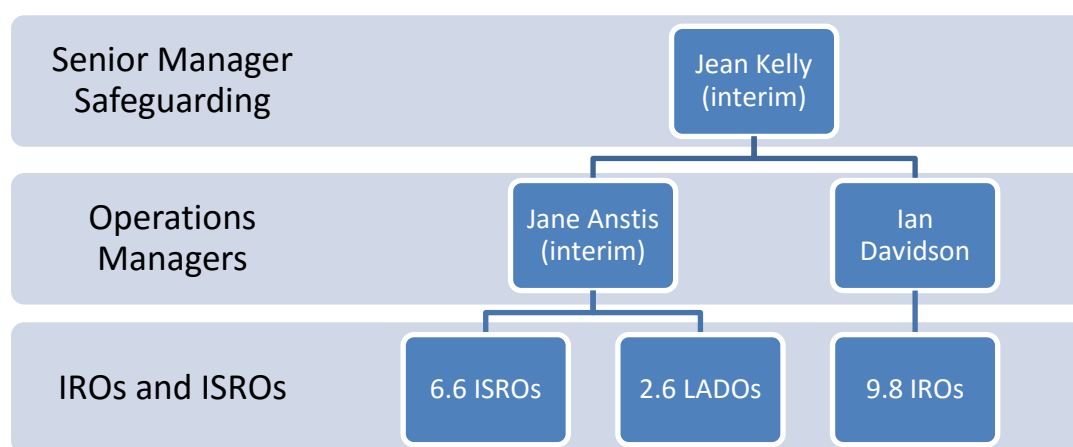 Senior Manager
Safeguarding
Jean Kelly
(interim)
Operations
Managers
Jane Anstis
(interim)
Ian
Davidson
IROs and ISROs
6.6 ISROs
2.6 LADOs
9.8 IROs